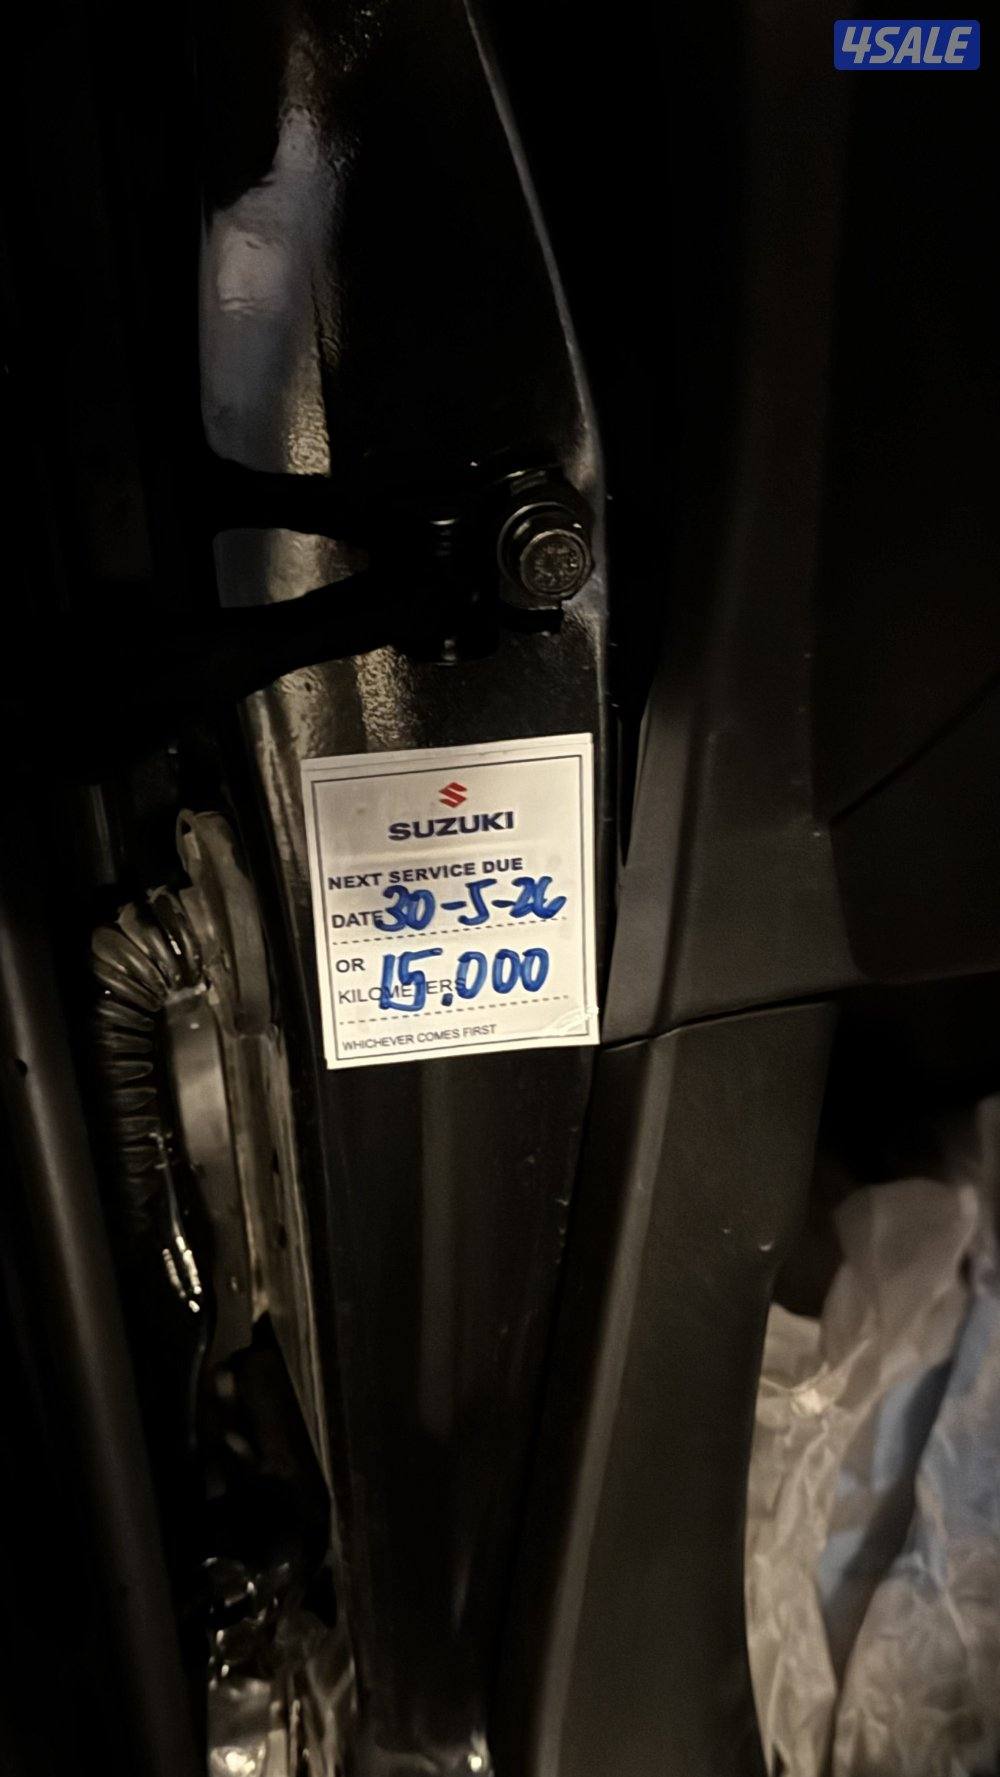 4SALE
SUZUKI
NEXT SERVICE DUE
DATE 30-5-26
OR
KILOMETERS 15.000
WHICHEVER COMES FIRST